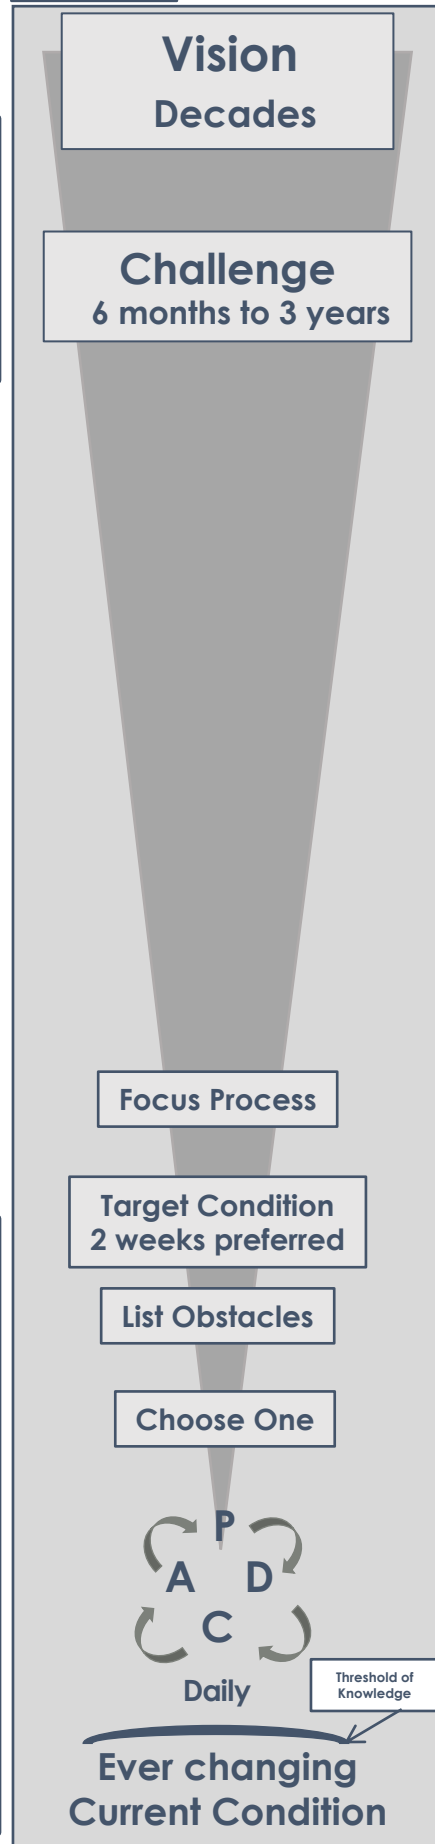 Vision
Decades
Challenge
6 months to 3 years
Focus Process
Target Condition
2 weeks preferred
List Obstacles
Choose One
P
A D
C
Daily
Threshold of
Knowledge
Ever changing
Current Condition